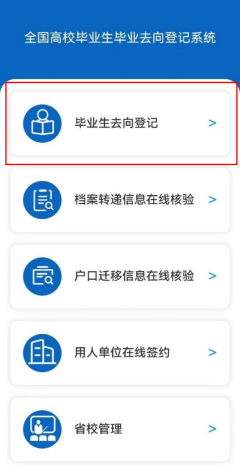 全国高校毕业生毕业去向登记系统
毕业生去向登记 >
档案转递信息在线核验 >
户口迁移信息在线核验 >
用人单位在线签约 >
省校管理 >